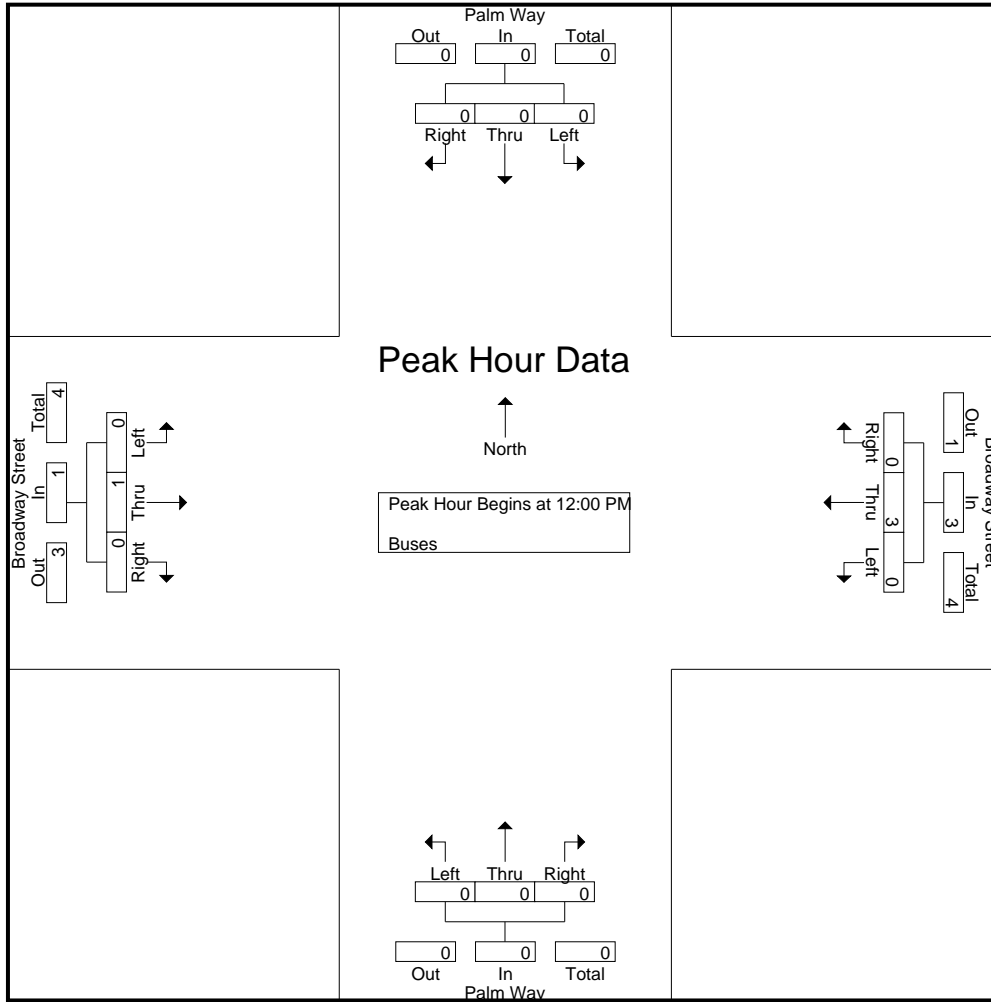 Palm Way
Out In Total
0 0 0
0 0 0
Right Thru Left
Peak Hour Data
North
Peak Hour Begins at 12:00 PM
Buses
Broadway Street
Out In Total
3 1 4
Right Thru Left
0 1 0
Broadway Street
Out In Total
1 3 4
Right Thru Left
0 3 0
Left Thru Right
0 0 0
0 0 0
Out In Total
Palm Way